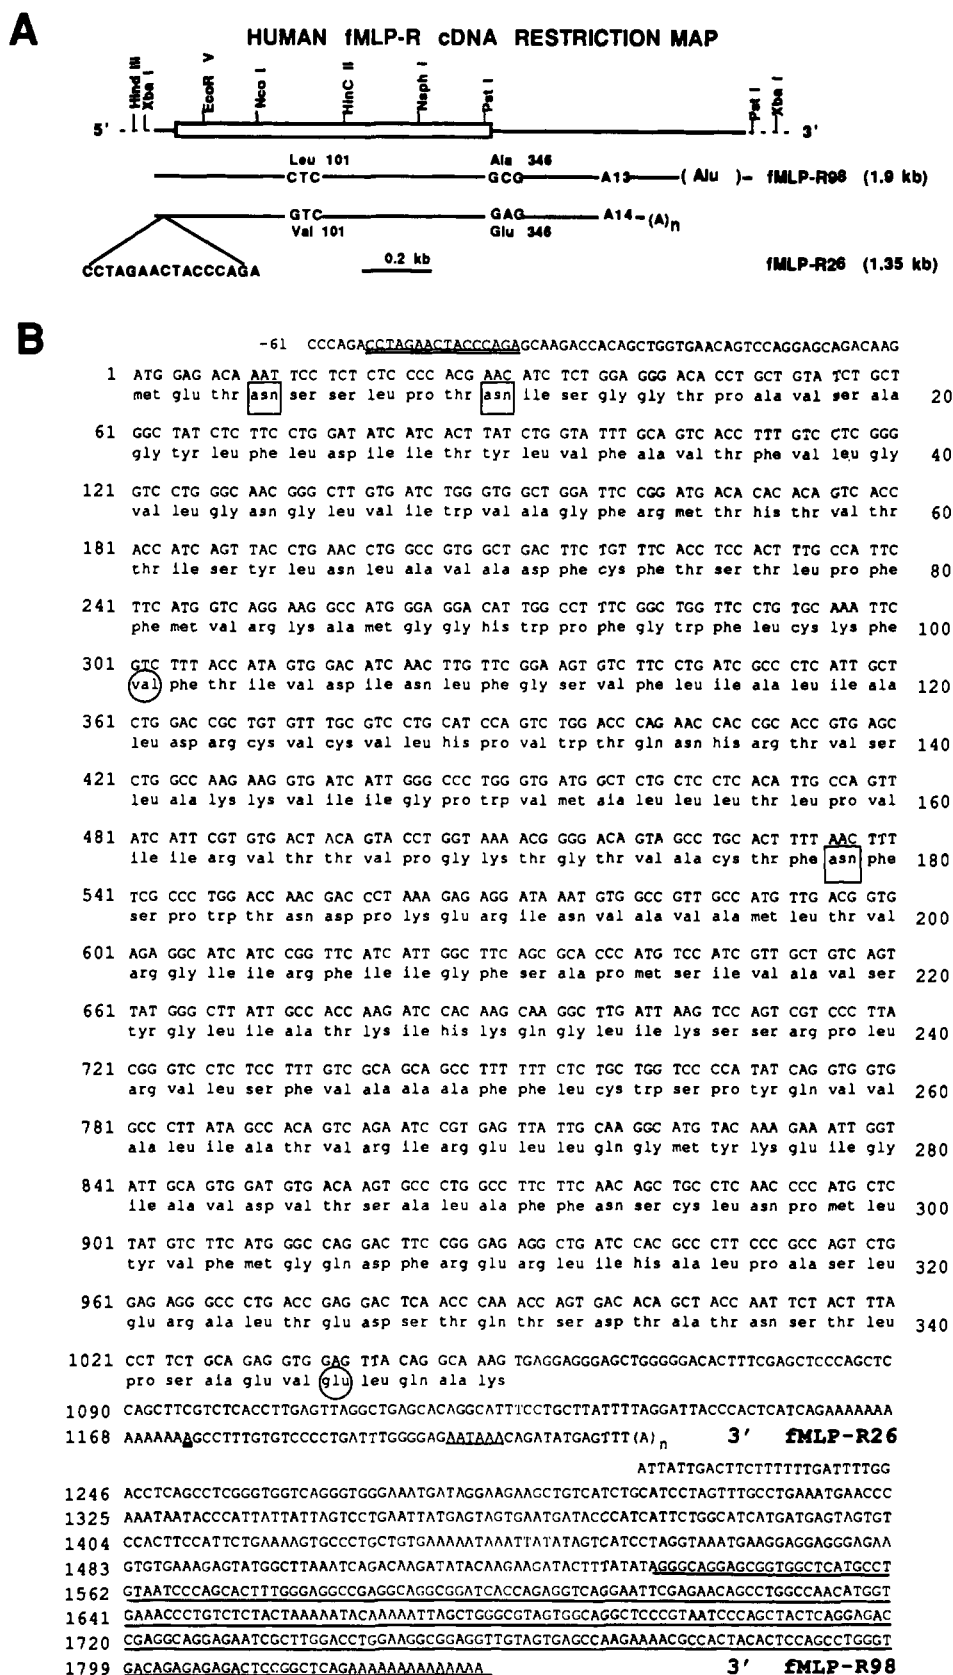 A
HUMAN fMLP-R cDNA RESTRICTION MAP
Hind III
Xba I
EcoR V
Nco I
HinC II
Nsph I
Pst I
Pst I
Xba I
5' 3'
Leu 101 Ala 346
CTC GCG A13 ( Alu )- fMLP-R98 (1.9 kb)
GTC GAG A14-(A)n
Val 101 Glu 346
CCTAGAACTACCCAGA 0.2 kb fMLP-R26 (1.35 kb)
B
-61 CCCAGACCTAGAACTACCCAGAGCAAGACCACAGCTGGTGAACAGTCCAGGAGCAGACAAG
1 ATG GAG ACA AAT TCC TCT CTC CCC ACG AAC ATC TCT GGA GGG ACA CCT GCT GTA TCT GCT
met glu thr asn ser ser leu pro thr asn ile ser gly gly thr pro ala val ser ala 20
61 GGC TAT CTC TTC CTG GAT ATC ATC ACT TAT CTG GTA TTT GCA GTC ACC TTT GTC CTC GGG
gly tyr leu phe leu asp ile ile thr tyr leu val phe ala val thr phe val leu gly 40
121 GTC CTG GGC AAC GGG CTT GTG ATC TGG GTG GCT GGA TTC CGG ATG ACA CAC ACA GTC ACC
val leu gly asn gly leu val ile trp val ala gly phe arg met thr his thr val thr 60
181 ACC ATC AGT TAC CTG AAC CTG GCC GTG GCT GAC TTC TGT TTC ACC TCC ACT TTG CCA TTC
thr ile ser tyr leu asn leu ala val ala asp phe cys phe thr ser thr leu pro phe 80
241 TTC ATG GTC AGG AAG GCC ATG GGA GGA CAT TGG CCT TTC GGC TGG TTC CTG TGC AAA TTC
phe met val arg lys ala met gly gly his trp pro phe gly trp phe leu cys lys phe 100
301 GTC TTT ACC ATA GTG GAC ATC AAC TTG TTC GGA AGT GTC TTC CTG ATC GCC CTC ATT GCT
val phe thr ile val asp ile asn leu phe gly ser val phe leu ile ala leu ile ala 120
361 CTG GAC CGC TGT GTT TGC GTC CTG CAT CCA GTC TGG ACC CAG AAC CAC CGC ACC GTG AGC
leu asp arg cys val cys val leu his pro val trp thr gln asn his arg thr val ser 140
421 CTG GCC AAG AAG GTG ATC ATT GGG CCC TGG GTG ATG GCT CTG CTC CTC ACA TTG CCA GTT
leu ala lys lys val ile ile gly pro trp val met ala leu leu leu thr leu pro val 160
481 ATC ATT CGT GTG ACT ACA GTA CCT GGT AAA ACG GGG ACA GTA GCC TGC ACT TTT AAC TTT
ile ile arg val thr thr val pro gly lys thr gly thr val ala cys thr phe asn phe 180
541 TCG CCC TGG ACC AAC GAC CCT AAA GAG AGG ATA AAT GTG GCC GTT GCC ATG TTG ACG GTG
ser pro trp thr asn asp pro lys glu arg ile asn val ala val ala met leu thr val 200
601 AGA GGC ATC ATC CGG TTC ATC ATT GGC TTC AGC GCA CCC ATG TCC ATC GTT GCT GTC AGT
arg gly ile ile arg phe ile ile gly phe ser ala pro met ser ile val ala val ser 220
661 TAT GGG CTT ATT GCC ACC AAG ATC CAC AAG CAA GGC TTG ATT AAG TCC AGT CGT CCC TTA
tyr gly leu ile ala thr lys ile his lys gln gly leu ile lys ser ser arg pro leu 240
721 CGG GTC CTC TCC TTT GTC GCA GCA GCC TTT TTT CTC TGC TGG TCC CCA TAT CAG GTG GTG
arg val leu ser phe val ala ala ala phe phe leu cys trp ser pro tyr gln val val 260
781 GCC CTT ATA GCC ACA GTC AGA ATC CGT GAG TTA TTG CAA GGC ATG TAC AAA GAA ATT GGT
ala leu ile ala thr val arg ile arg glu leu leu gln gly met tyr lys glu ile gly 280
841 ATT GCA GTG GAT GTG ACA AGT GCC CTG GCC TTC TTC AAC AGC TGC CTC AAC CCC ATG CTC
ile ala val asp val thr ser ala leu ala phe phe asn ser cys leu asn pro met leu 300
901 TAT GTC TTC ATG GGC CAG GAC TTC CGG GAG AGG CTG ATC CAC GCC CTT CCC GCC AGT CTG
tyr val phe met gly gln asp phe arg glu arg leu ile his ala leu pro ala ser leu 320
961 GAG AGG GCC CTG ACC GAG GAC TCA ACC CAA ACC AGT GAC ACA GCT ACC AAT TCT ACT TTA
glu arg ala leu thr glu asp ser thr gln thr ser asp thr ala thr asn ser thr leu 340
1021 CCT TCT GCA GAG GTG GAG TTA CAG GCA AAG TGAGGAGGGAGCTGGGGGACACTTTCGAGCTCCCAGCTC
pro ser ala glu val glu leu gln ala lys
1090 CAGCTTCGTCTCACCTTGAGTTAGGCTGAGCACAGGCATTTCCTGCTTATTTTAGGATTACCCACTCATCAGAAAAAAAA
1168 AAAAAAAGCCTTTGTGTCCCCTGATTTGGGGAGAATAAACAGATATGAGTTT(A)n 3' fMLP-R26
ATTATTGACTTCTTTTTTGATTTTGG
1246 ACCTCAGCCTCGGGTGGTCAGGGTGGGAAATGATAGGAAGAAGCTGTCATCTGCATCCTAGTTTGCCTGAAATGAACCC
1325 AAATAATACCCATTATTATTAGTCCTGAATTATGAGTAGTGAATGATACCCATCATTCTGGCATCATGATGAGTAGTGT
1404 CCACTTCCATTCTGAAAAGTGCCCTGCTGTGAAAAATAAATTATATAGTCATCCTAGGTAAATGAAGGAGGAGGGAGAA
1483 GTGTGAAAGAGTATGGCTTAAATCAGACAAGATATACAAGAAGATACTTTATATAGGGCAGGAGCGGTGGCTCATGCCT
1562 GTAATCCCAGCACTTTGGGAGGCCGAGGCAGGCGGATCACCAGAGGTCAGGAATTCGAGAACAGCCTGGCCAACATGGT
1641 GAAACCCTGTCTCTACTAAAAATACAAAAATTAGCTGGGCGTAGTGGCAGGCTCCCGTAATCCCAGCTACTCAGGAGAC
1720 CGAGGCAGGAGAATCGCTTGGACCTGGAAGGCGGAGGTTGTAGTGAGCCAAGAAAACGCCACTACACTCCAGCCTGGGT
1799 GACAGAGAGAGACTCCGGCTCAGAAAAAAAAAAAAAAA 3' fMLP-R98